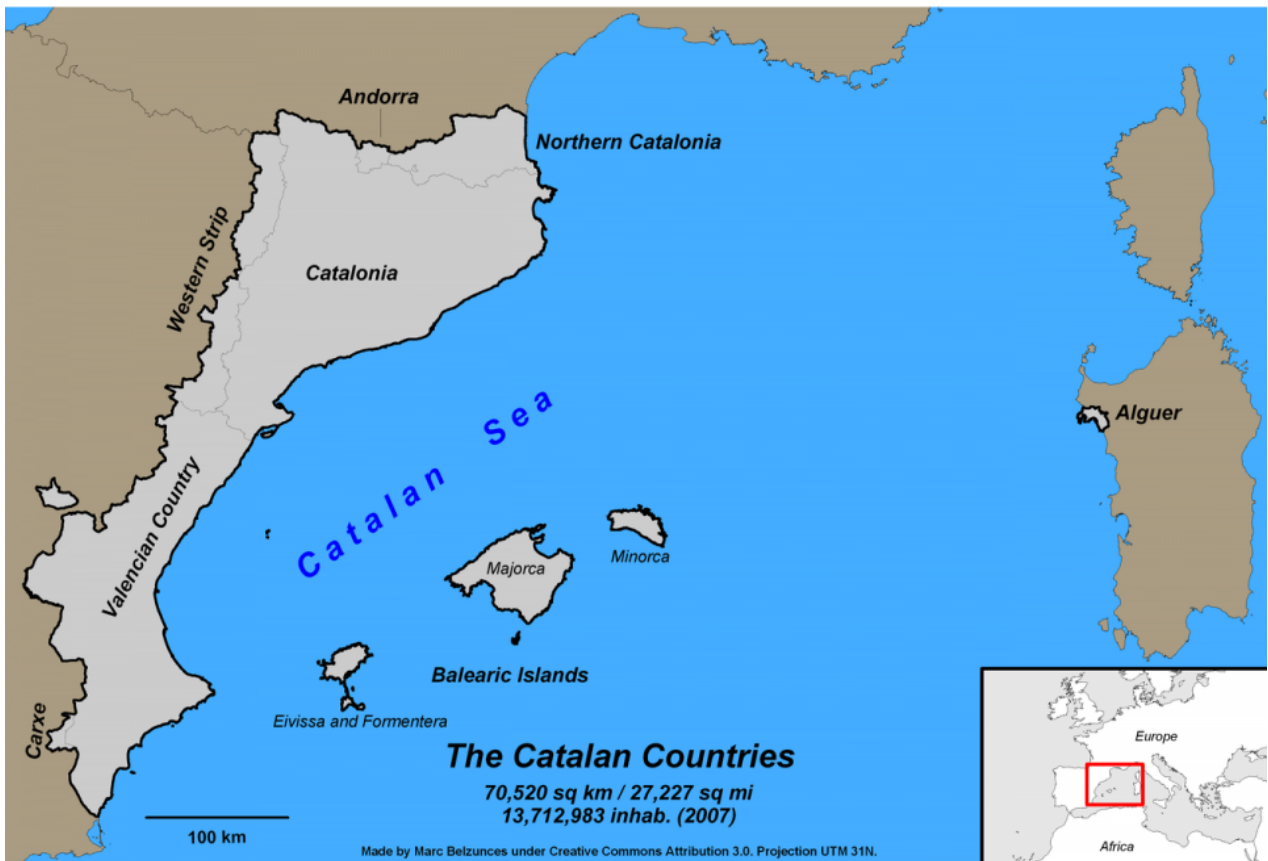 Andorra
Northern Catalonia
Western Strip
Catalonia
Alguer
Catalan Sea
Valencian Country
Minorca
Majorca
Balearic Islands
Eivissa and Formentera
Carxe
The Catalan Countries
70,520 sq km / 27,227 sq mi
13,712,983 inhab. (2007)
100 km
Made by Marc Belzunces under Creative Commons Attribution 3.0. Projection UTM 31N.
Europe
Africa